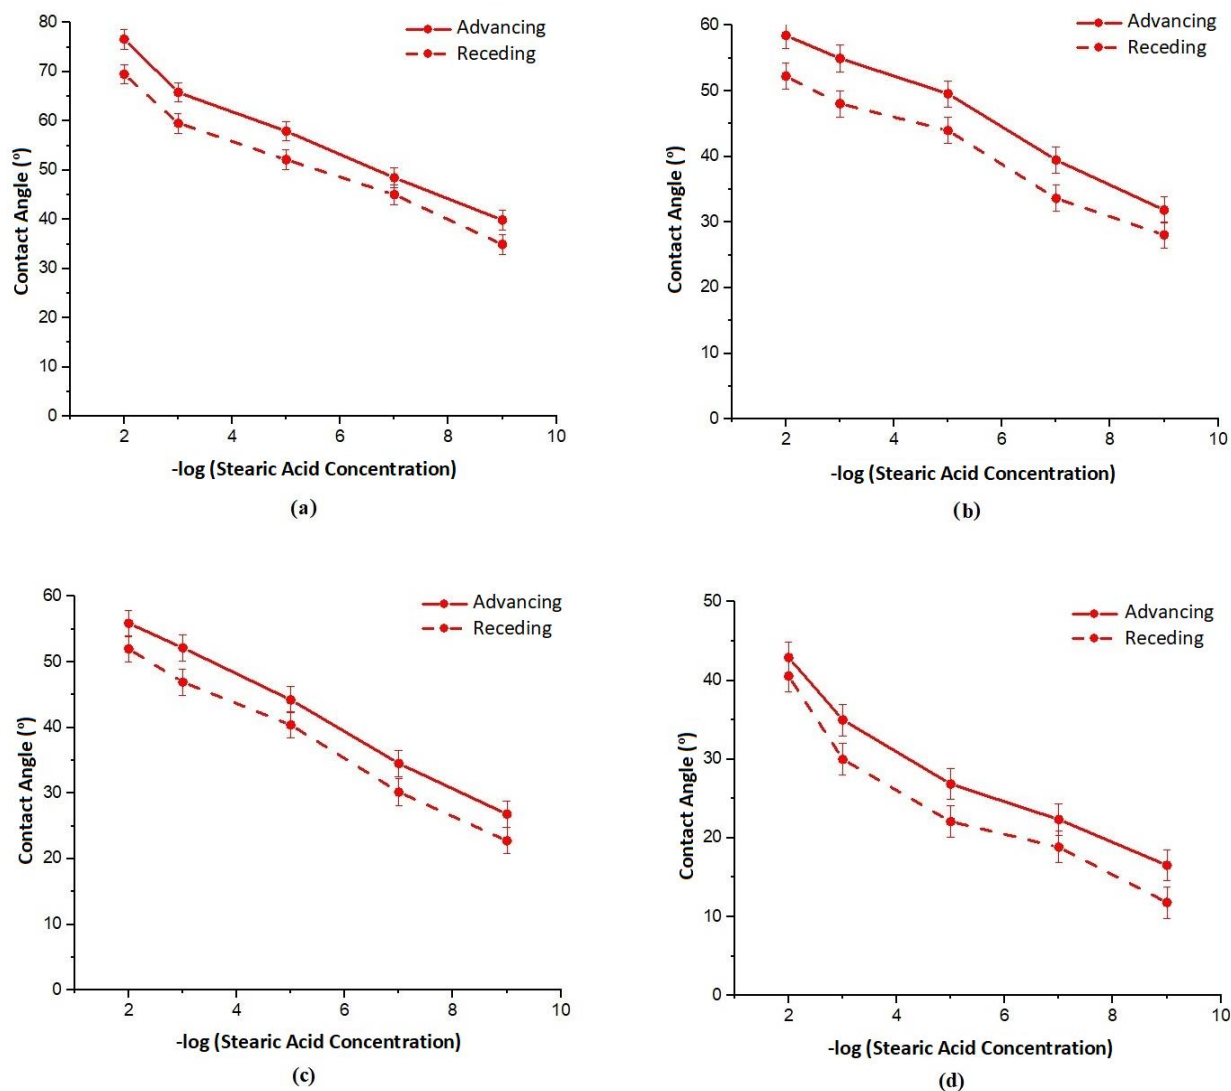 80
70
60
50
40
30
20
10
0
Contact Angle (º)
Advancing
Receding
2 4 6 8 10
-log (Stearic Acid Concentration)
(a)
60
50
40
30
20
10
0
Contact Angle (º)
Advancing
Receding
2 4 6 8 10
-log (Stearic Acid Concentration)
(b)
60
50
40
30
20
10
0
Contact Angle (º)
Advancing
Receding
2 4 6 8 10
-log (Stearic Acid Concentration)
(c)
50
40
30
20
10
0
Contact Angle (º)
Advancing
Receding
2 4 6 8 10
-log (Stearic Acid Concentration)
(d)